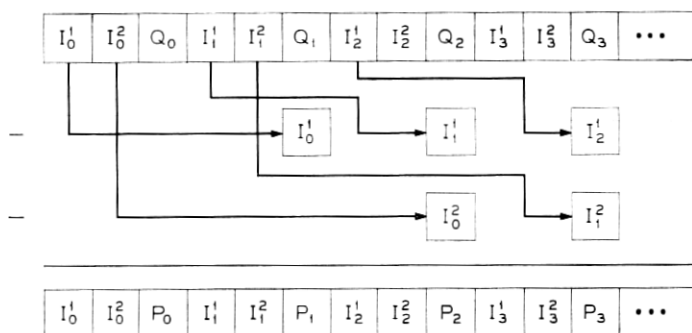 I₀¹ I₀² Q₀ I₁¹ I₁² Q₁ I₂¹ I₂² Q₂ I₃¹ I₃² Q₃ •••
– I₀¹ I₁¹ I₂¹
– I₀² I₁²
I₀¹ I₀² P₀ I₁¹ I₁² P₁ I₂¹ I₂² P₂ I₃¹ I₃² P₃ •••